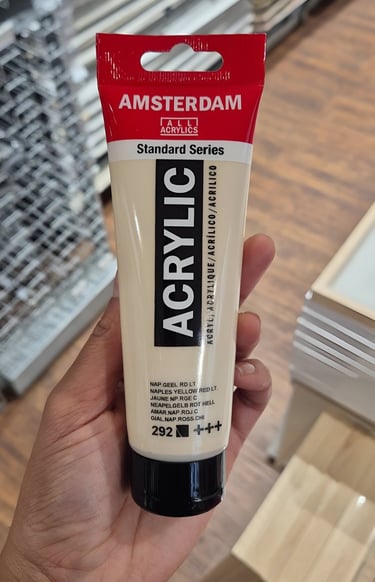 AMSTERDAM
ALL
ACRYLICS
Standard Series
ACRYLIC
ACRYL/ACRYLIQUE/ACRÍLICO/ACRILICO
NAP.GEEL RD LT
NAPLES YELLOW RED LT.
JAUNE NP.RGE C
NEAPELGELB ROT HELL
AMAR.NAP.ROJ.C
GIAL.NAP.ROSS.CHI
292 +++